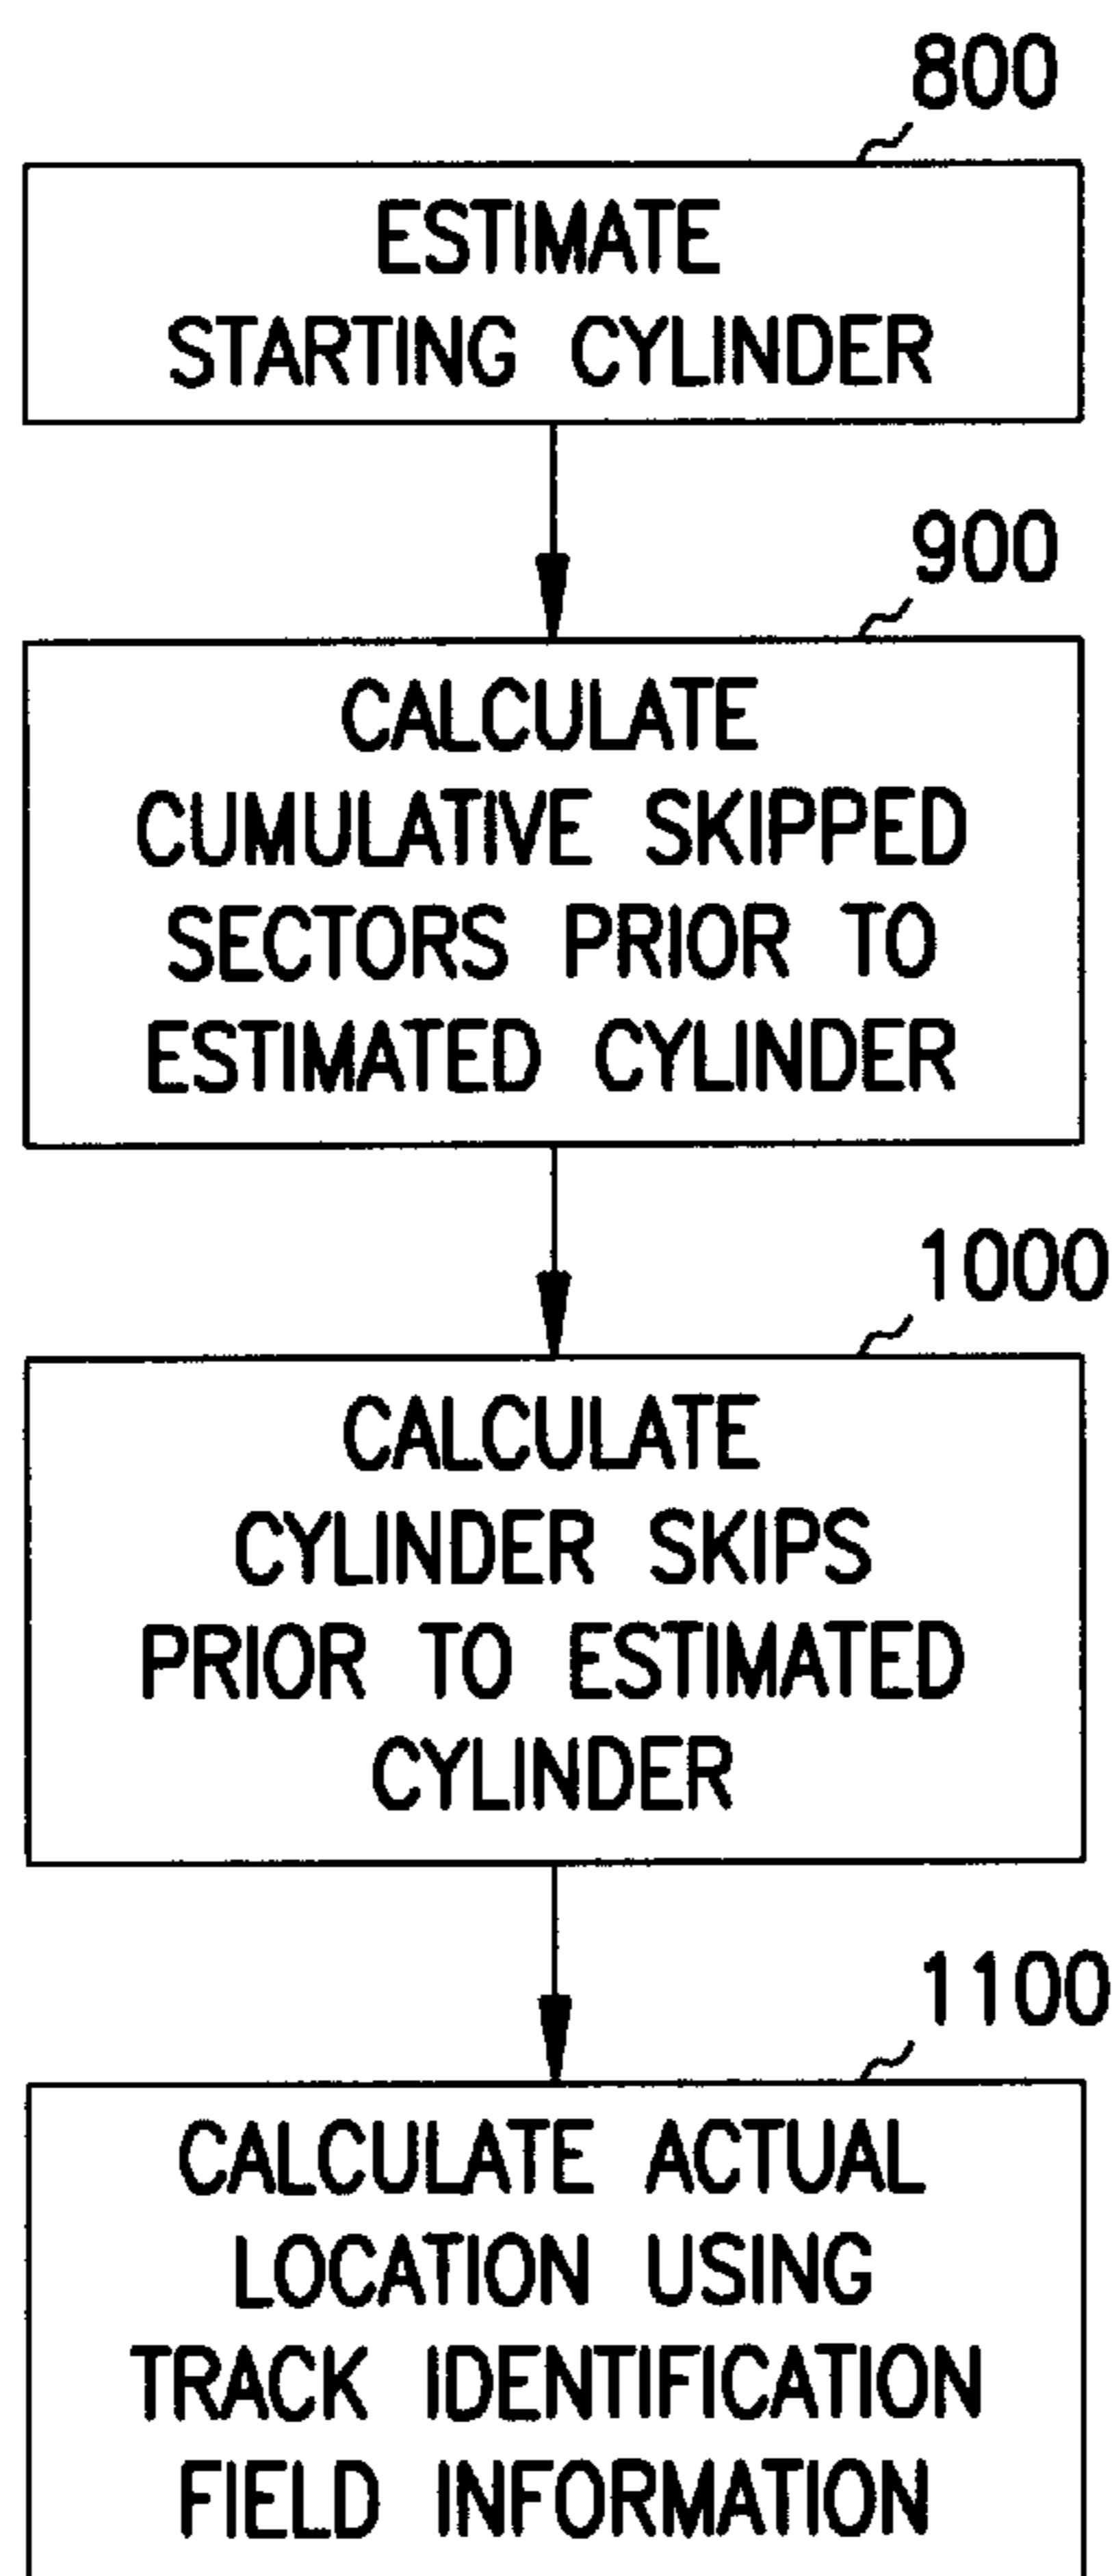 800
ESTIMATE
STARTING CYLINDER
900
CALCULATE
CUMULATIVE SKIPPED
SECTORS PRIOR TO
ESTIMATED CYLINDER
1000
CALCULATE
CYLINDER SKIPS
PRIOR TO ESTIMATED
CYLINDER
1100
CALCULATE ACTUAL
LOCATION USING
TRACK IDENTIFICATION
FIELD INFORMATION